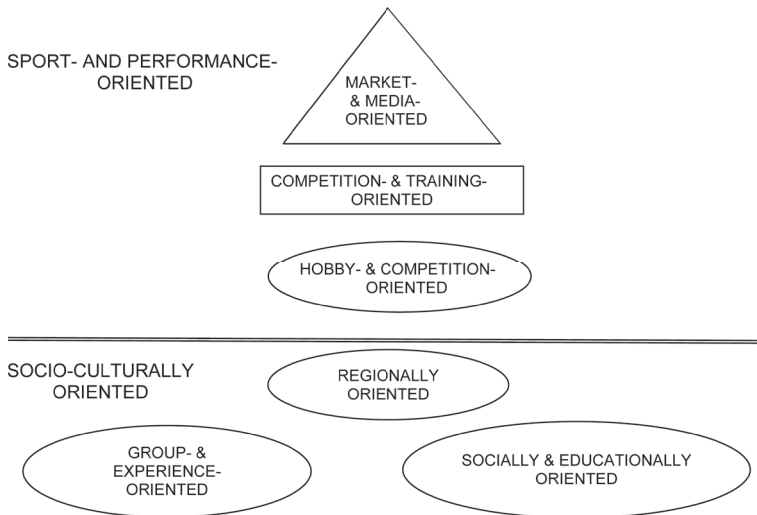 SPORT- AND PERFORMANCE-
ORIENTED
MARKET-
& MEDIA-
ORIENTED
COMPETITION- & TRAINING-
ORIENTED
HOBBY- & COMPETITION-
ORIENTED
SOCIO-CULTURALLY
ORIENTED
REGIONALLY
ORIENTED
GROUP- &
EXPERIENCE-
ORIENTED
SOCIALLY & EDUCATIONALLY
ORIENTED